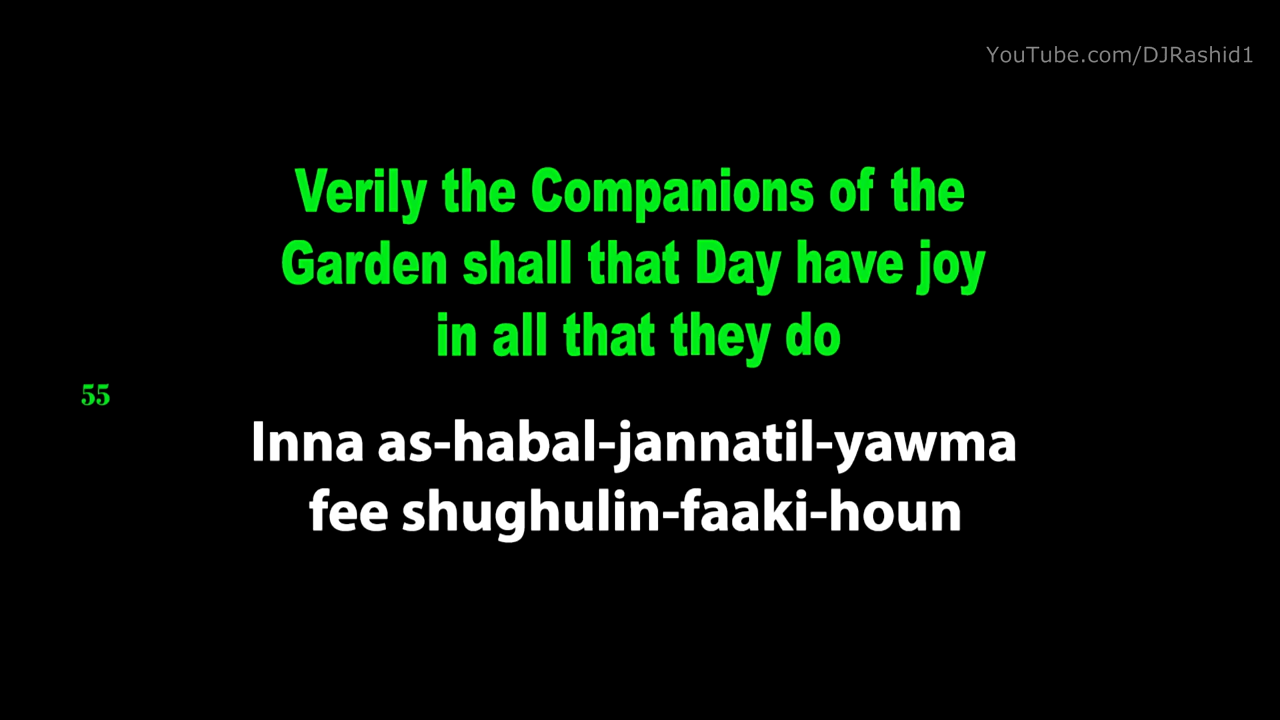 YouTube.com/DJRashid1
Verily the Companions of the
Garden shall that Day have joy
in all that they do
55
Inna as-habal-jannatil-yawma
fee shughulin-faaki-houn